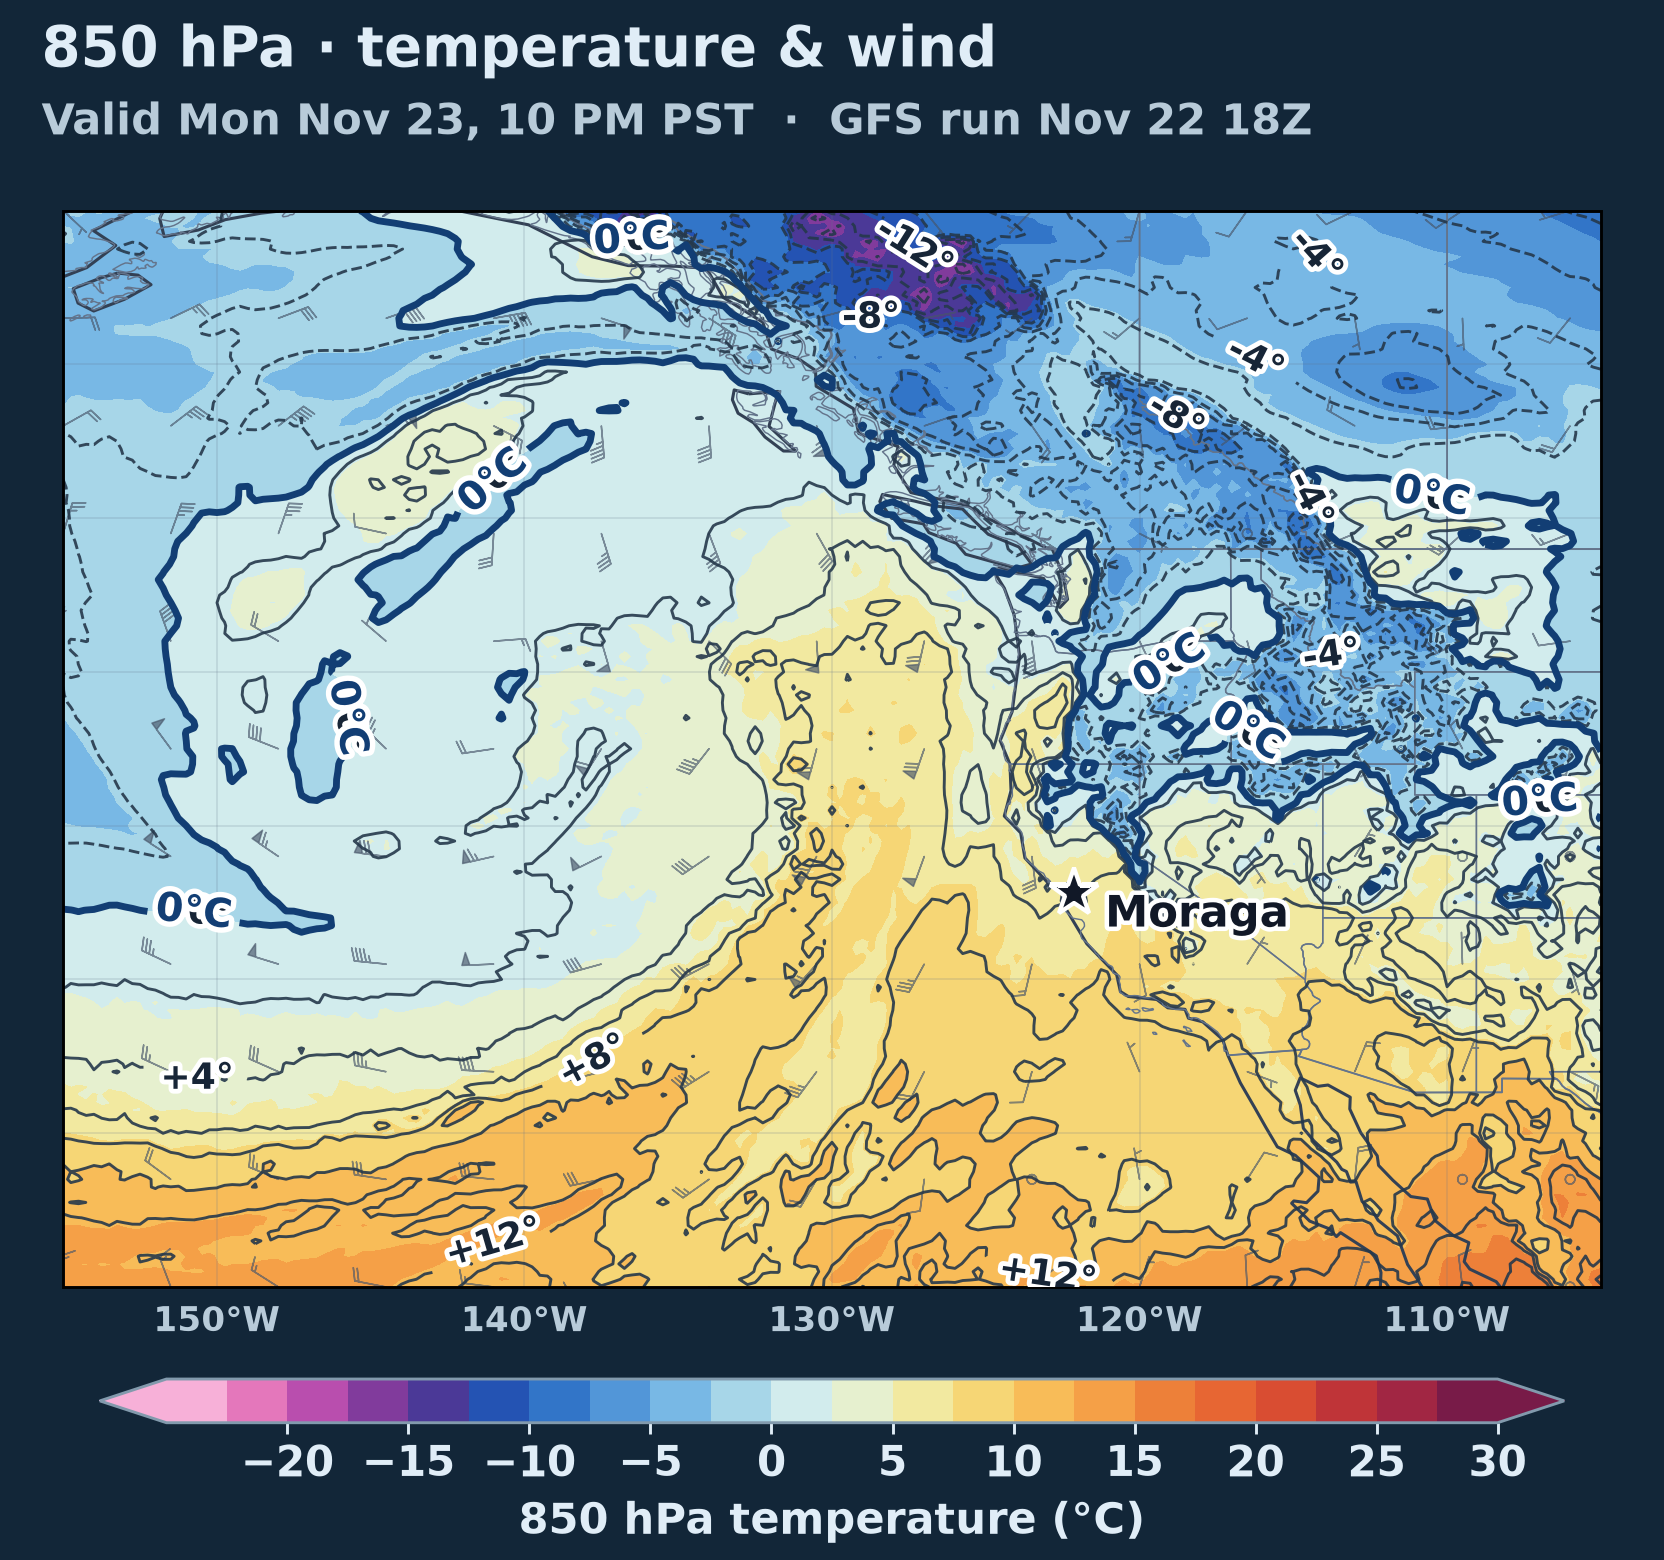 850 hPa · temperature & wind
Valid Mon Nov 23, 10 PM PST · GFS run Nov 22 18Z
0°C
-12°
-4°
-8°
-4°
-8°
0°C
-4°
0°C
-4°
0°C
0°C
0°C
0°C
0°C
Moraga
+8°
+4°
+12°
+12°
150°W 140°W 130°W 120°W 110°W
−20 −15 −10 −5 0 5 10 15 20 25 30
850 hPa temperature (°C)